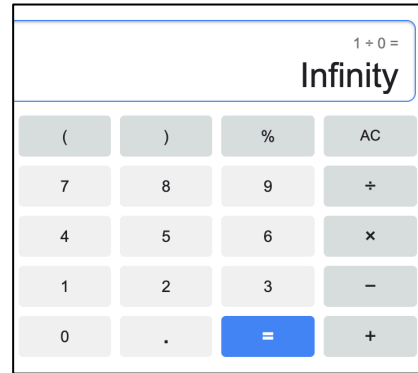 1 ÷ 0 =
Infinity
( ) % AC
7 8 9 ÷
4 5 6 ×
1 2 3 −
0 . = +